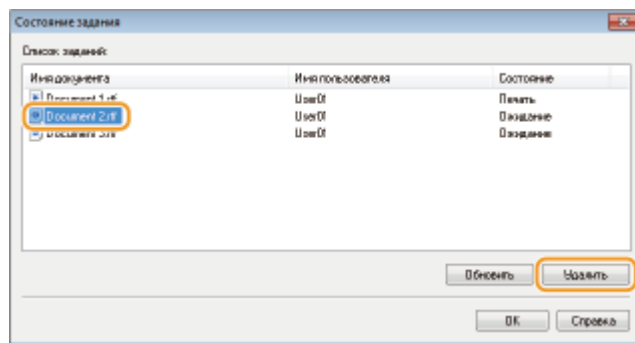 Состояние задания
Список заданий:
Имя документа Имя пользователя Состояние
Document 1.rtf User01 Печать
Document 2.rtf User01 Ожидание
Document 3.rtf User01 Ожидание
Обновить Удалить
OK Справка